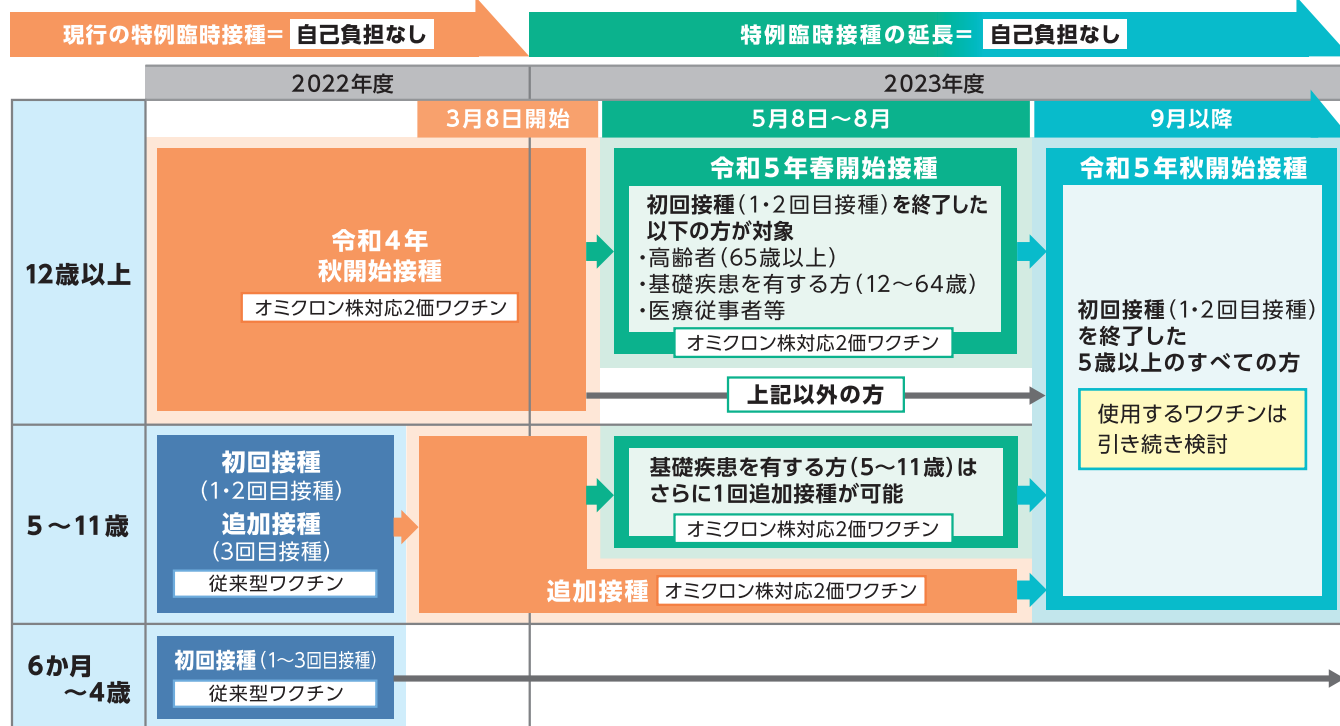 現行の特例臨時接種= 自己負担なし
特例臨時接種の延長= 自己負担なし
2022年度
2023年度
3月8日開始
5月8日～8月
9月以降
12歳以上
令和4年
秋開始接種
オミクロン株対応2価ワクチン
令和5年春開始接種
初回接種(1・2回目接種)を終了した
以下の方が対象
・高齢者(65歳以上)
・基礎疾患を有する方(12～64歳)
・医療従事者等
オミクロン株対応2価ワクチン
上記以外の方
令和5年秋開始接種
初回接種(1・2回目接種)
を終了した
5歳以上のすべての方
使用するワクチンは
引き続き検討
5～11歳
初回接種
(1・2回目接種)
追加接種
(3回目接種)
従来型ワクチン
基礎疾患を有する方(5～11歳)は
さらに1回追加接種が可能
オミクロン株対応2価ワクチン
追加接種 オミクロン株対応2価ワクチン
6か月
～4歳
初回接種(1～3回目接種)
従来型ワクチン